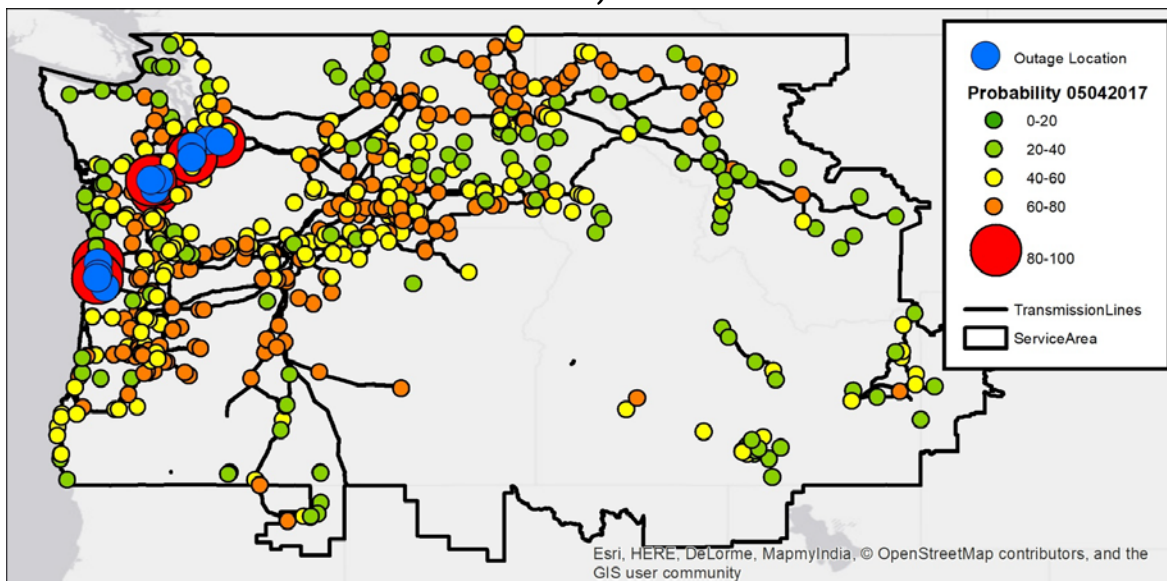 Outage Location
Probability 05042017
0-20
20-40
40-60
60-80
80-100
TransmissionLines
ServiceArea
Esri, HERE, DeLorme, MapmyIndia, © OpenStreetMap contributors, and the
GIS user community